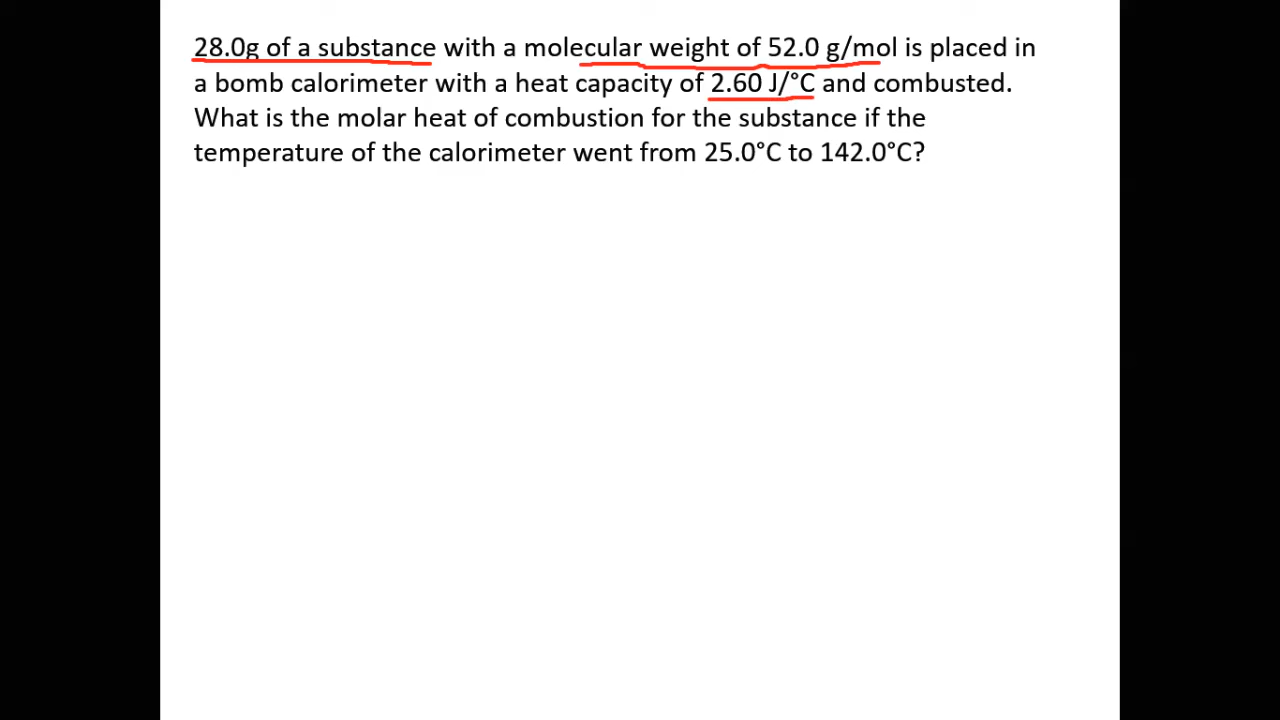 28.0g of a substance with a molecular weight of 52.0 g/mol is placed in
a bomb calorimeter with a heat capacity of 2.60 J/°C and combusted.
What is the molar heat of combustion for the substance if the
temperature of the calorimeter went from 25.0°C to 142.0°C?